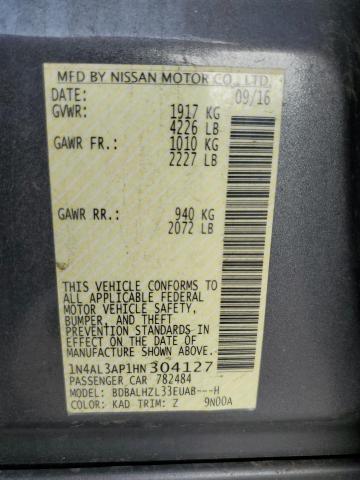 MFD BY NISSAN MOTOR CO., LTD.
DATE: 09/16
GVWR: 1917 KG
4226 LB
GAWR FR.: 1010 KG
2227 LB
GAWR RR.: 940 KG
2072 LB
THIS VEHICLE CONFORMS TO
ALL APPLICABLE FEDERAL
MOTOR VEHICLE SAFETY,
BUMPER, AND THEFT
PREVENTION STANDARDS
IN EFFECT ON THE DATE OF
MANUFACTURE SHOWN ABOVE.
1N4AL3AP1HN304127
PASSENGER CAR 782484
MODEL: BDBALHZL33EUAB---H
COLOR: KAD TRIM: Z 9N00A